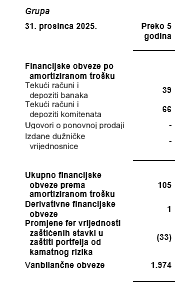 Grupa
31. prosinca 2025. Preko 5
godina
Financijske obveze po
amortiziranom trošku
Tekući računi i
depoziti banaka 39
Tekući računi i
depoziti komitenata 66
Ugovori o ponovnoj prodaji -
Izdane dužničke
vrijednosnice -
Ukupno financijske
obveze prema
amortiziranom trošku 105
Derivativne financijske
obveze 1
Promjene fer vrijednosti
zaštićenih stavki u
zaštiti portfelja od
kamatnog rizika (33)
Vanbilančne obveze 1.974